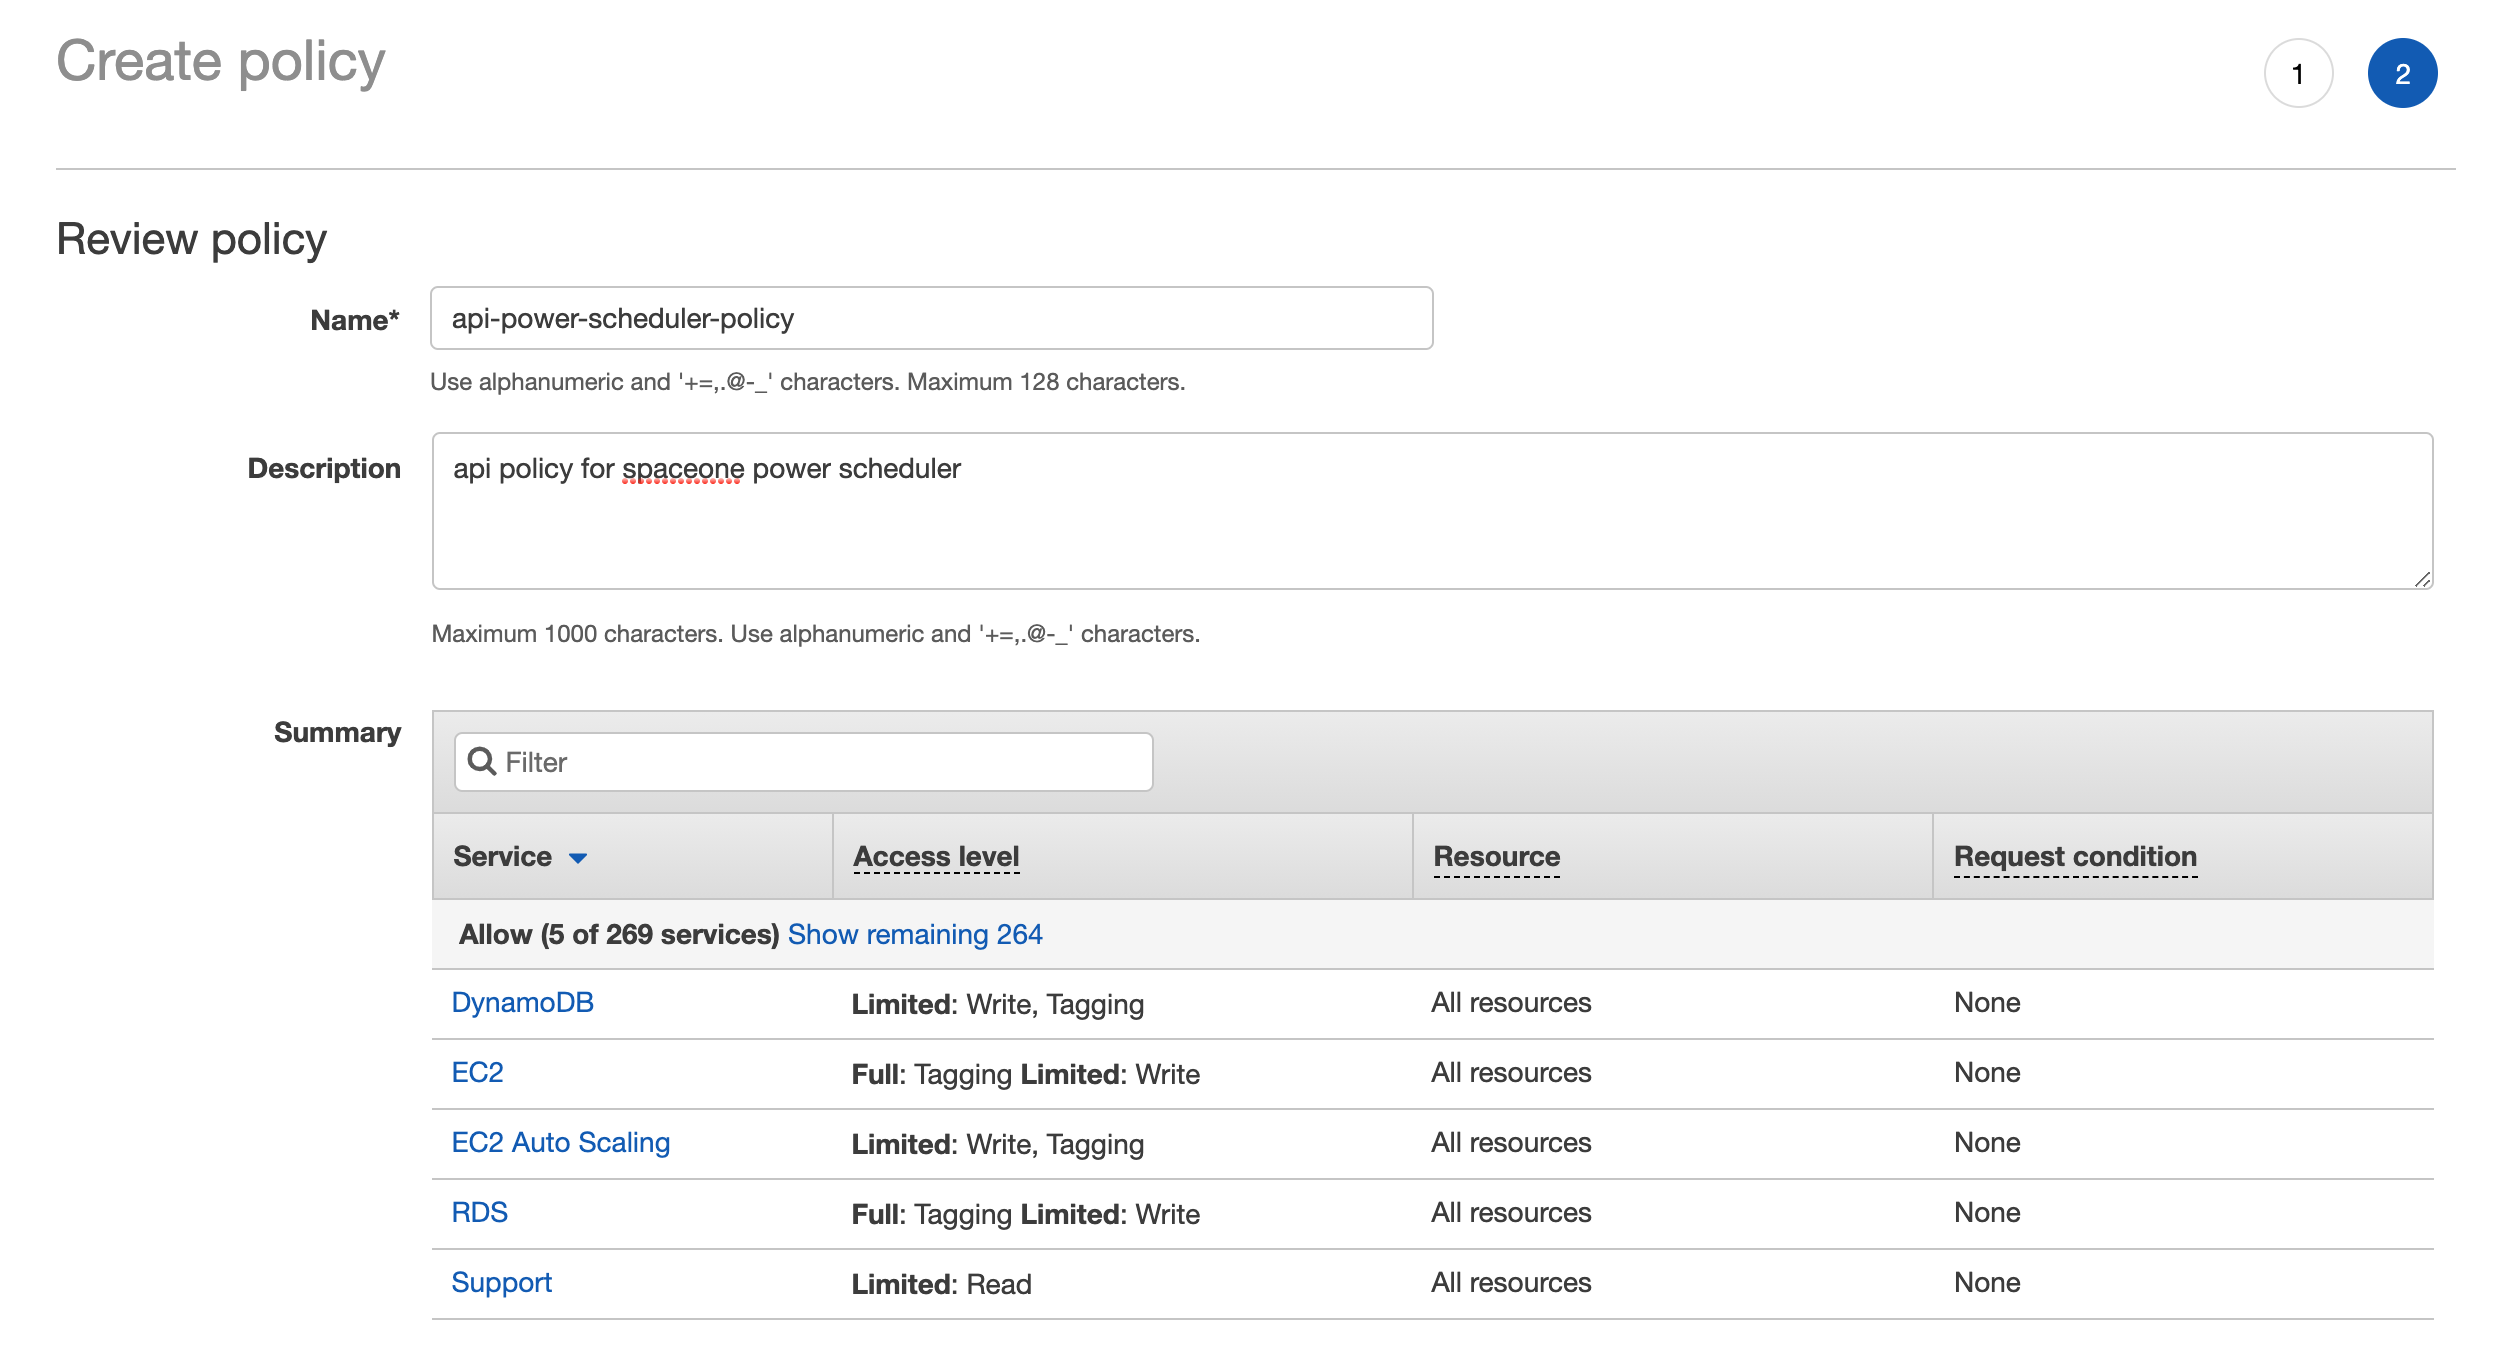 Create policy
1 2
Review policy
Name* api-power-scheduler-policy
Use alphanumeric and '+=,.@-_' characters. Maximum 128 characters.
Description api policy for spaceone power scheduler
Maximum 1000 characters. Use alphanumeric and '+=,.@-_' characters.
Summary Filter
Service Access level Resource Request condition
Allow (5 of 269 services) Show remaining 264
DynamoDB Limited: Write, Tagging All resources None
EC2 Full: Tagging Limited: Write All resources None
EC2 Auto Scaling Limited: Write, Tagging All resources None
RDS Full: Tagging Limited: Write All resources None
Support Limited: Read All resources None